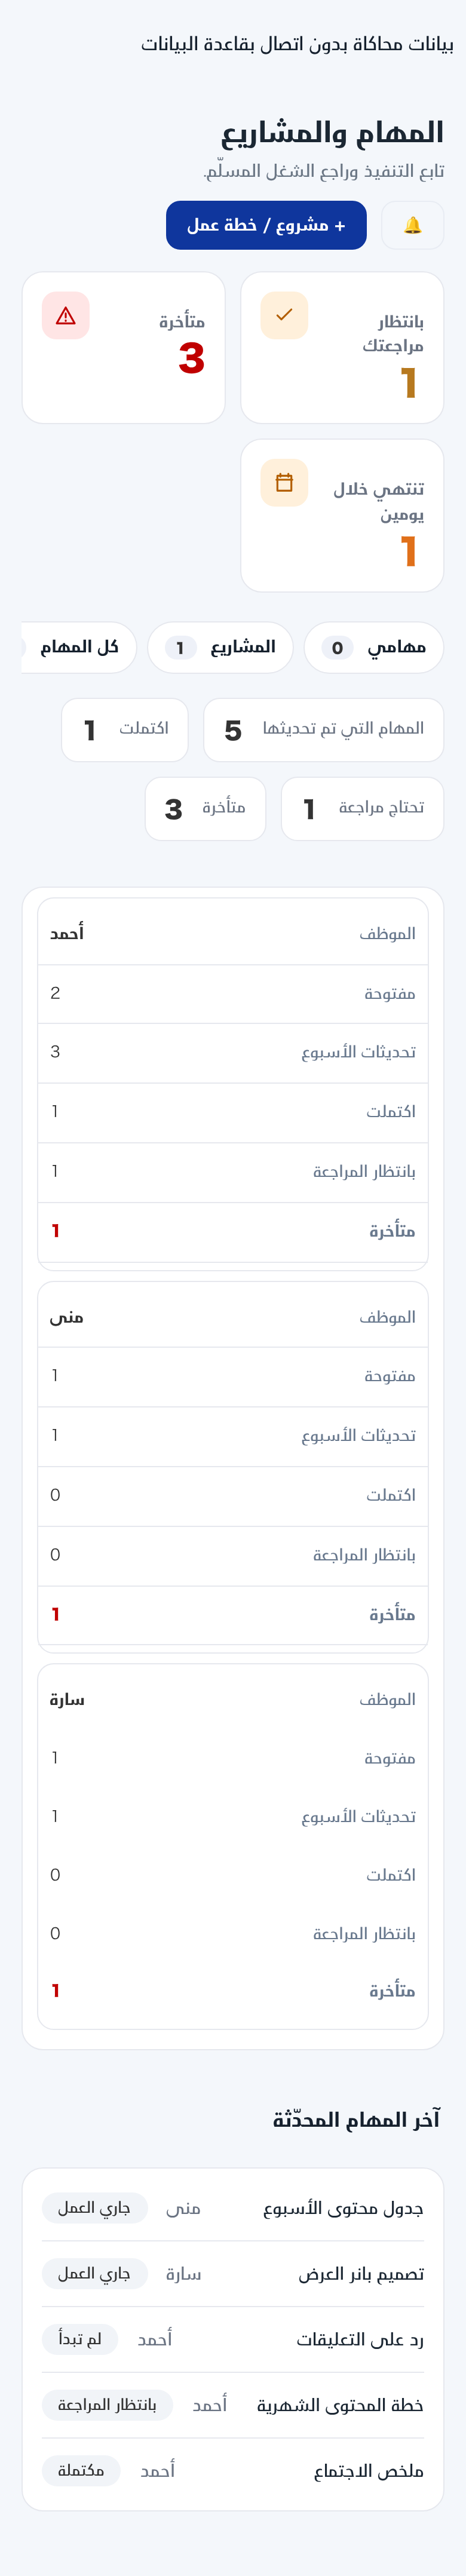 بيانات محاكاة بدون اتصال بقاعدة البيانات
المهام والمشاريع
تابع التنفيذ وراجع الشغل المسلّم.
+ مشروع / خطة عمل
بانتظار مراجعتك
1
متأخرة
3
تنتهي خلال يومين
1
مهامي 0
المشاريع 1
كل المهام
المهام التي تم تحديثها 5
اكتملت 1
تحتاج مراجعة 1
متأخرة 3
الموظف أحمد
مفتوحة 2
تحديثات الأسبوع 3
اكتملت 1
بانتظار المراجعة 1
متأخرة 1
الموظف منى
مفتوحة 1
تحديثات الأسبوع 1
اكتملت 0
بانتظار المراجعة 0
متأخرة 1
الموظف سارة
مفتوحة 1
تحديثات الأسبوع 1
اكتملت 0
بانتظار المراجعة 0
متأخرة 1
آخر المهام المحدّثة
جدول محتوى الأسبوع منى جاري العمل
تصميم بانر العرض سارة جاري العمل
رد على التعليقات أحمد لم تبدأ
خطة المحتوى الشهرية أحمد بانتظار المراجعة
ملخص الاجتماع أحمد مكتملة